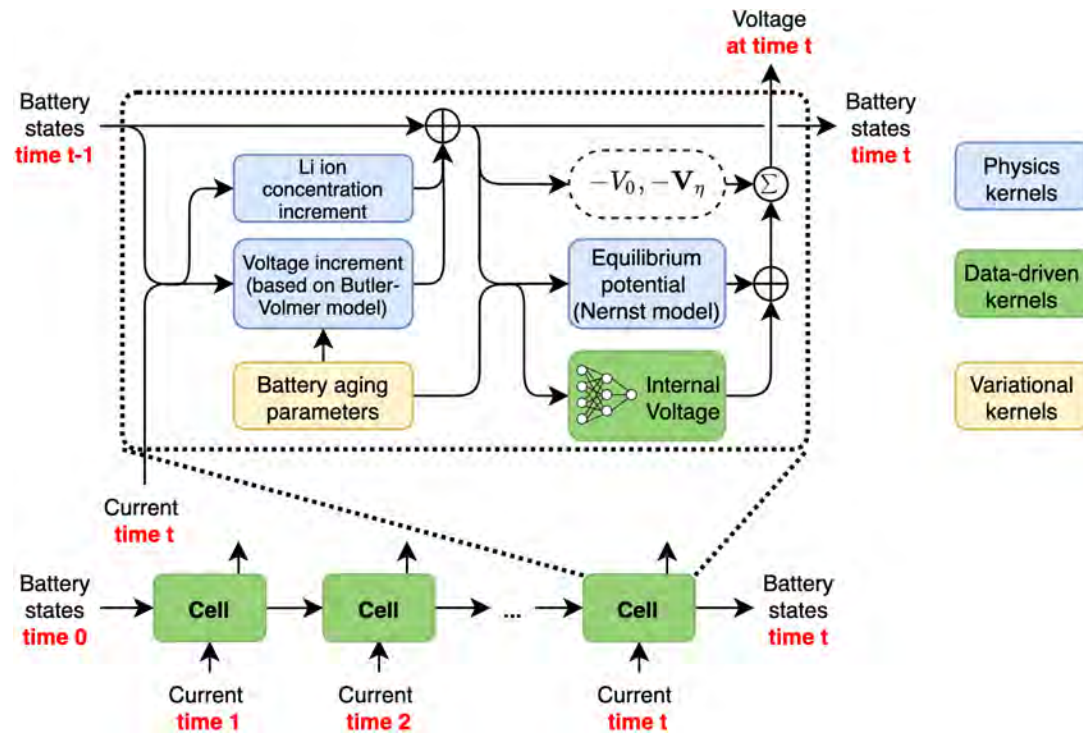 Voltage
at time t
Battery
states
time t-1
Battery
states
time t
Li ion
concentration
increment
−V₀, −𝐕η
Σ
Physics
kernels
Voltage increment
(based on Butler-
Volmer model)
Equilibrium
potential
(Nernst model)
Data-driven
kernels
Battery aging
parameters
Internal
Voltage
Variational
kernels
Current
time t
Battery
states
time 0
Cell
Cell
...
Cell
Battery
states
time t
Current
time 1
Current
time 2
Current
time t